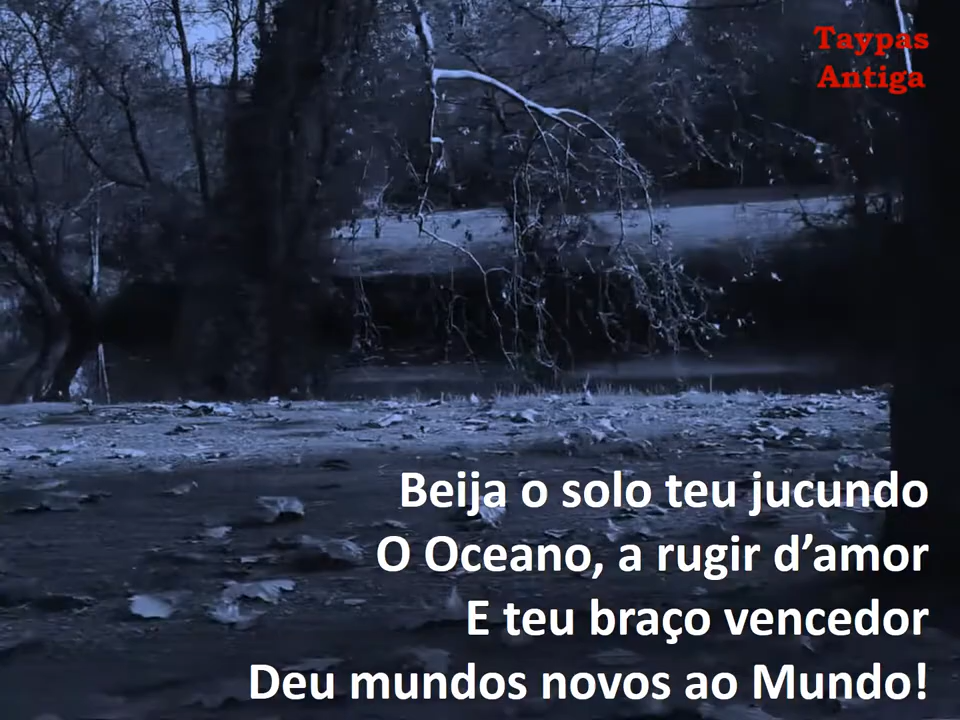 Taypas
Antiga
Beija o solo teu jucundo
O Oceano, a rugir d’amor
E teu braço vencedor
Deu mundos novos ao Mundo!